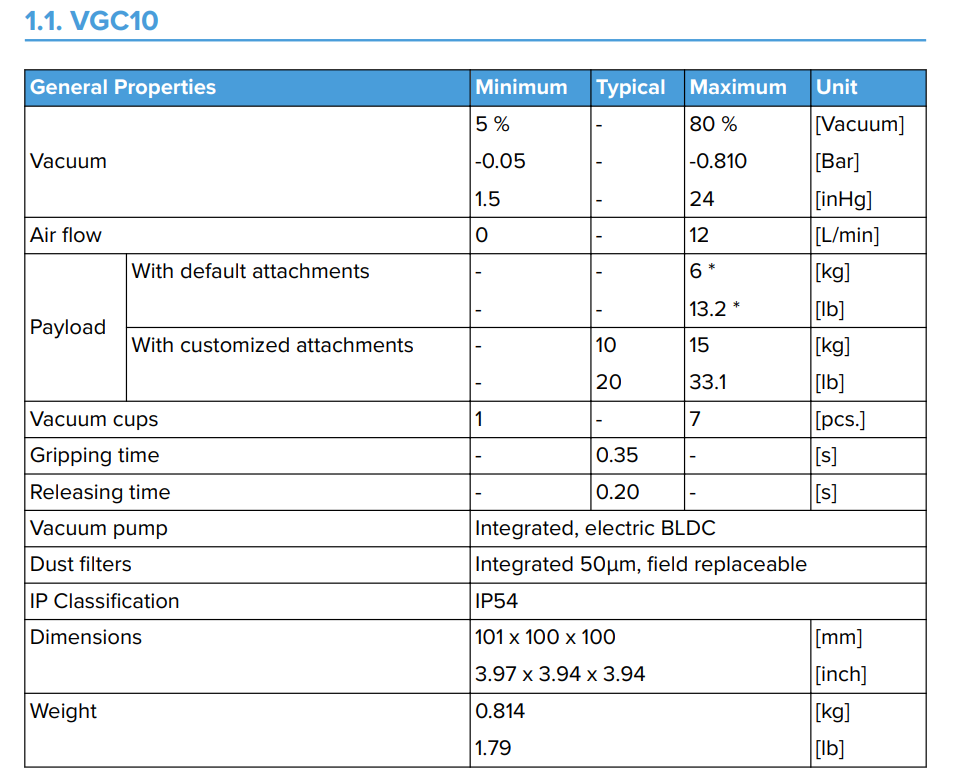 1.1. VGC10
General Properties Minimum Typical Maximum Unit
Vacuum
5 % - 80 % [Vacuum]
-0.05 - -0.810 [Bar]
1.5 - 24 [inHg]
Air flow 0 - 12 [L/min]
Payload
With default attachments - - 6 * [kg]
- - 13.2 * [lb]
With customized attachments - 10 15 [kg]
- 20 33.1 [lb]
Vacuum cups 1 - 7 [pcs.]
Gripping time - 0.35 - [s]
Releasing time - 0.20 - [s]
Vacuum pump Integrated, electric BLDC
Dust filters Integrated 50μm, field replaceable
IP Classification IP54
Dimensions 101 x 100 x 100 [mm]
3.97 x 3.94 x 3.94 [inch]
Weight 0.814 [kg]
1.79 [lb]